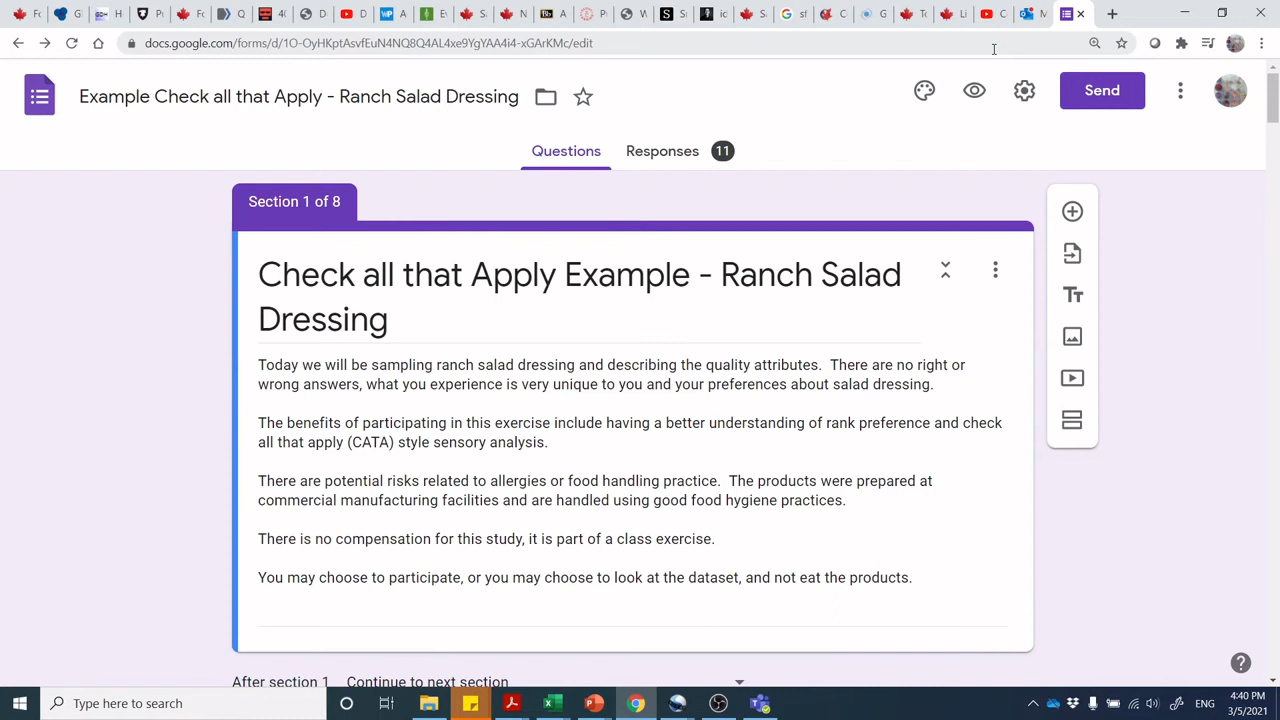 docs.google.com/forms/d/1O-OyHKptAsvfEuN4NQ8Q4AL4xe9YgYAA4i4-xGArKMc/edit
Example Check all that Apply - Ranch Salad Dressing
Send
Questions
Responses
11
Section 1 of 8
Check all that Apply Example - Ranch Salad
Dressing
Today we will be sampling ranch salad dressing and describing the quality attributes.  There are no right or
wrong answers, what you experience is very unique to you and your preferences about salad dressing.
The benefits of participating in this exercise include having a better understanding of rank preference and check
all that apply (CATA) style sensory analysis.
There are potential risks related to allergies or food handling practice.  The products were prepared at
commercial manufacturing facilities and are handled using good food hygiene practices.
There is no compensation for this study, it is part of a class exercise.
You may choose to participate, or you may choose to look at the dataset, and not eat the products.
After section 1
Continue to next section
Type here to search
ENG
4:40 PM
3/5/2021